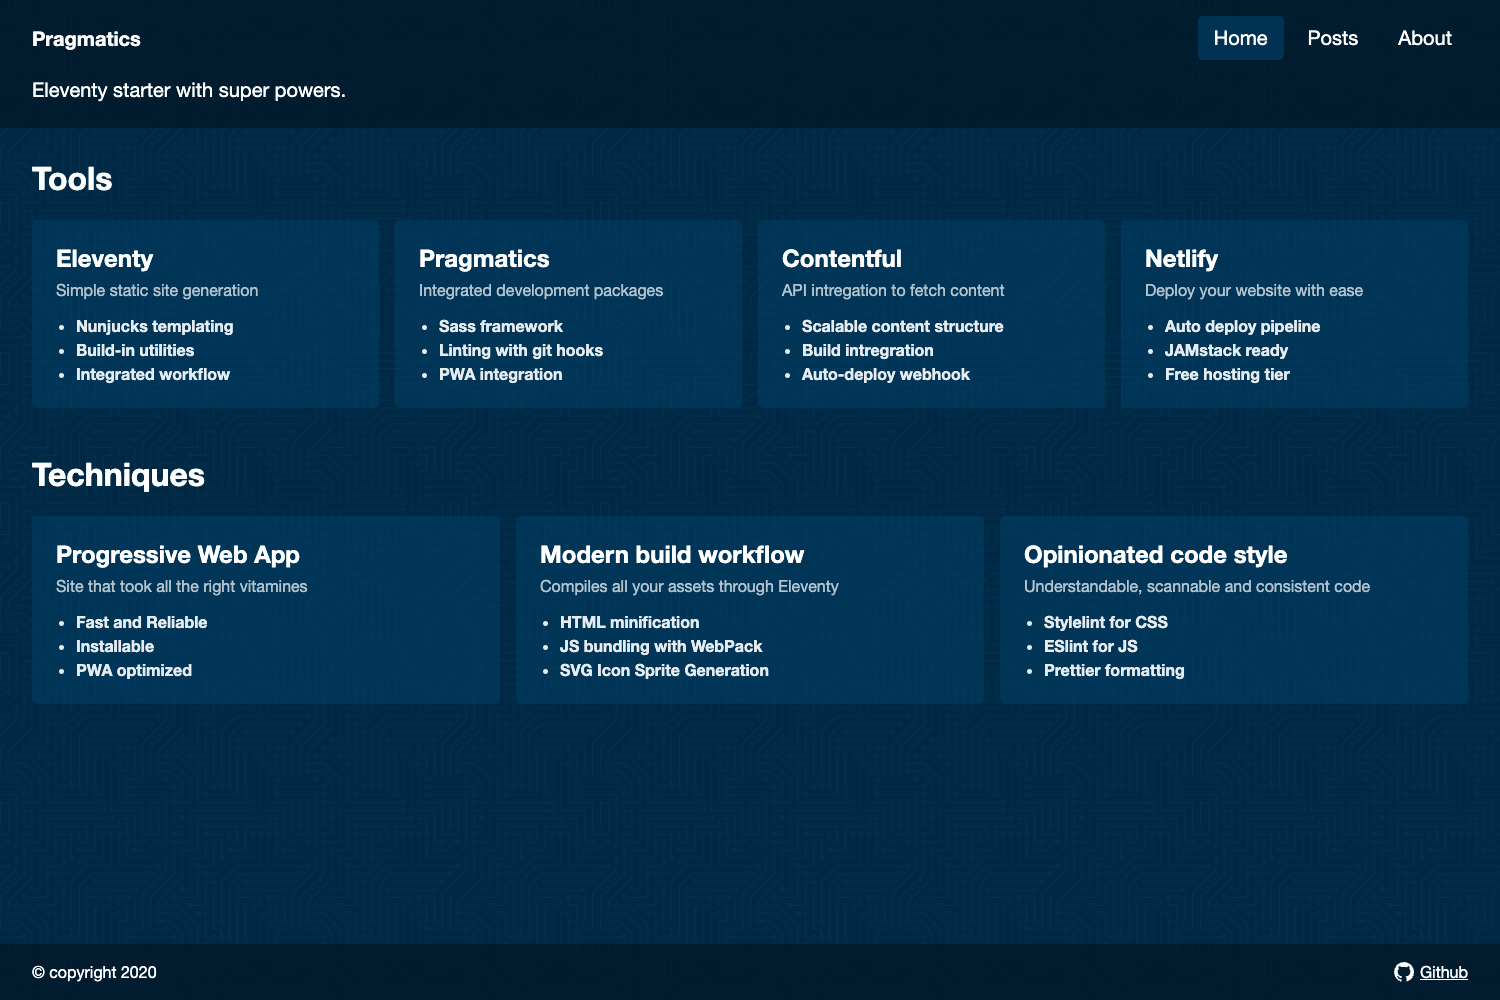 Pragmatics
Home Posts About
Eleventy starter with super powers.
Tools
Eleventy
Simple static site generation
Nunjucks templating
Build-in utilities
Integrated workflow
Pragmatics
Integrated development packages
Sass framework
Linting with git hooks
PWA integration
Contentful
API intregation to fetch content
Scalable content structure
Build intregration
Auto-deploy webhook
Netlify
Deploy your website with ease
Auto deploy pipeline
JAMstack ready
Free hosting tier
Techniques
Progressive Web App
Site that took all the right vitamines
Fast and Reliable
Installable
PWA optimized
Modern build workflow
Compiles all your assets through Eleventy
HTML minification
JS bundling with WebPack
SVG Icon Sprite Generation
Opinionated code style
Understandable, scannable and consistent code
Stylelint for CSS
ESlint for JS
Prettier formatting
© copyright 2020
Github